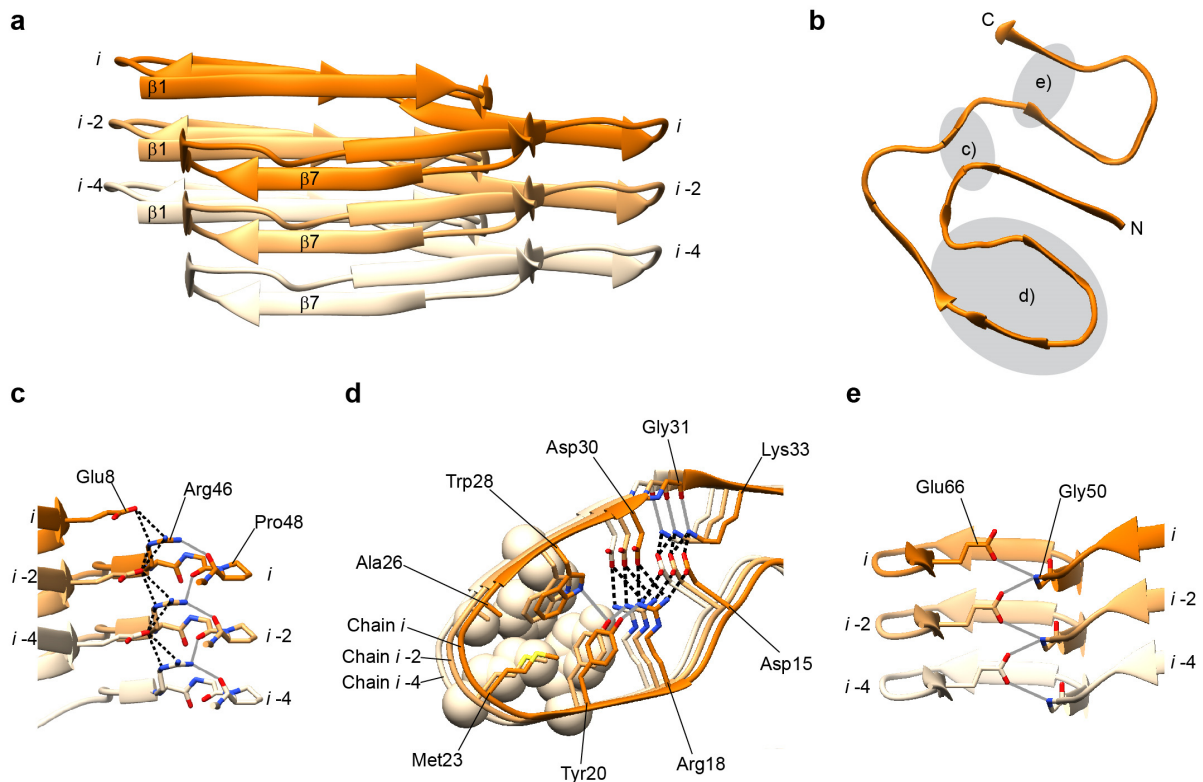 a
b
i
β1
i
i -2
β1
β7
i -4
β1
β7
i -2
β7
i -4
C
e)
c)
N
d)
c
d
e
Glu8
Arg46
Pro48
i
i -2
i
i -4
i -2
i -4
Gly31
Asp30
Lys33
Trp28
Ala26
Chain i
Chain i -2
Chain i -4
Asp15
Met23
Tyr20
Arg18
Glu66
Gly50
i
i
i -2
i -2
i -4
i -4